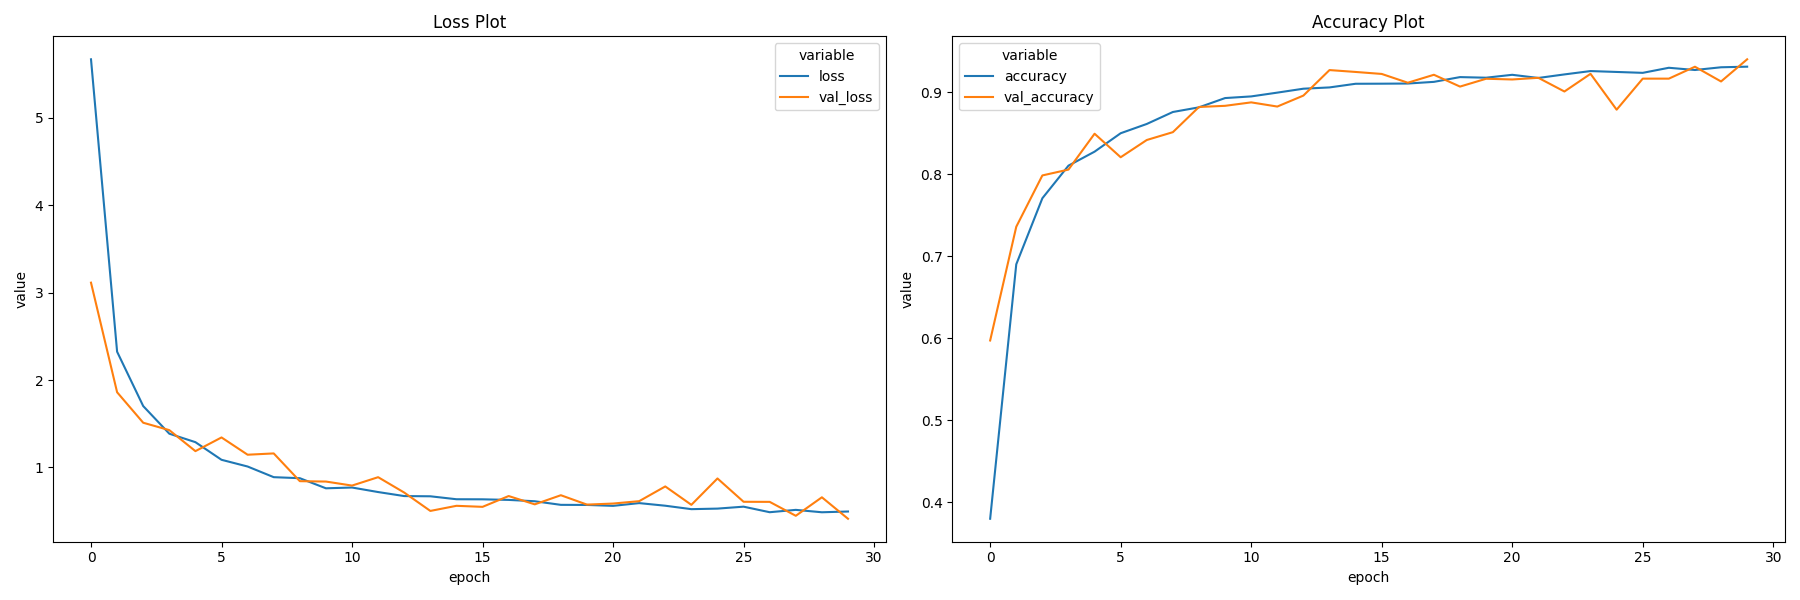 Loss Plot
variable
loss
val_loss
value
5
4
3
2
1
0 5 10 15 20 25 30
epoch
Accuracy Plot
variable
accuracy
val_accuracy
value
0.9
0.8
0.7
0.6
0.5
0.4
0 5 10 15 20 25 30
epoch